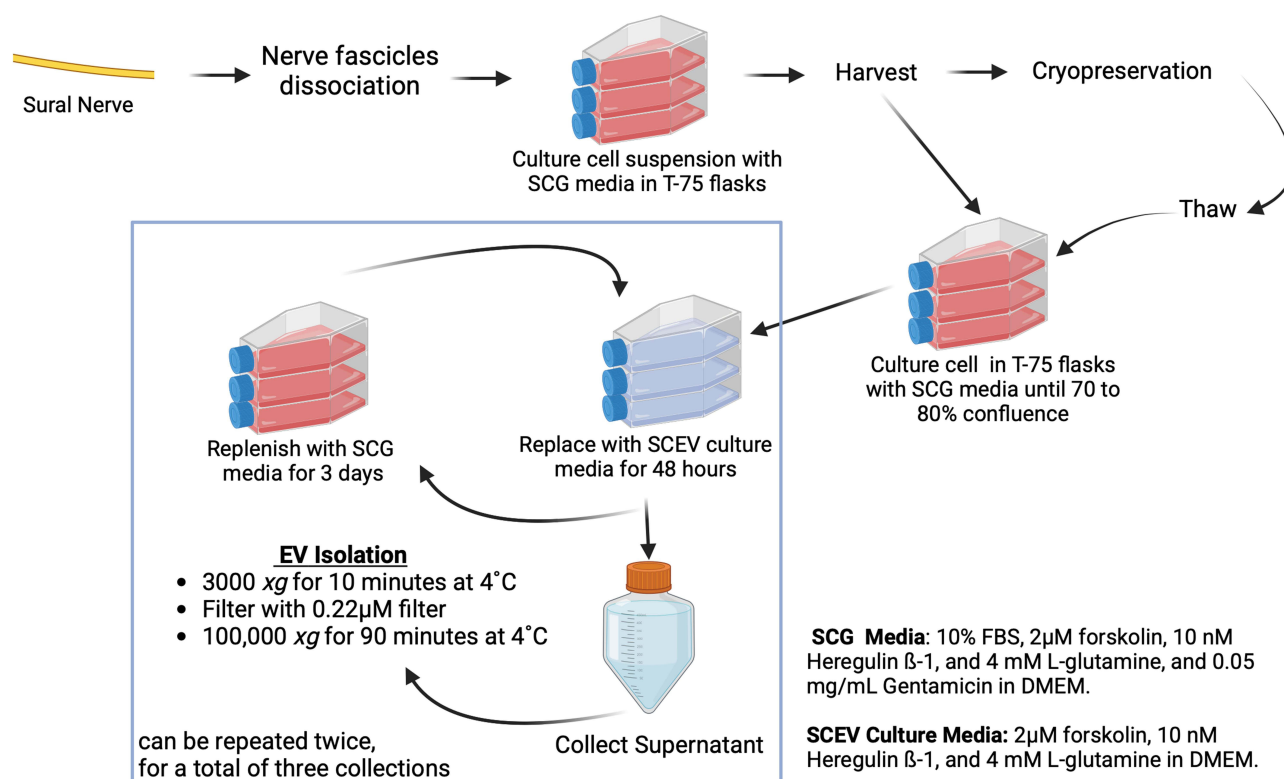 Sural Nerve
Nerve fascicles
dissociation
Culture cell suspension with
SCG media in T-75 flasks
Harvest
Cryopreservation
Thaw
Culture cell in T-75 flasks
with SCG media until 70 to
80% confluence
Replenish with SCG
media for 3 days
Replace with SCEV culture
media for 48 hours
EV Isolation
• 3000 xg for 10 minutes at 4˚C
• Filter with 0.22µM filter
• 100,000 xg for 90 minutes at 4˚C
Collect Supernatant
can be repeated twice,
for a total of three collections
SCG Media: 10% FBS, 2µM forskolin, 10 nM
Heregulin ß-1, and 4 mM L-glutamine, and 0.05
mg/mL Gentamicin in DMEM.
SCEV Culture Media: 2µM forskolin, 10 nM
Heregulin ß-1, and 4 mM L-glutamine in DMEM.